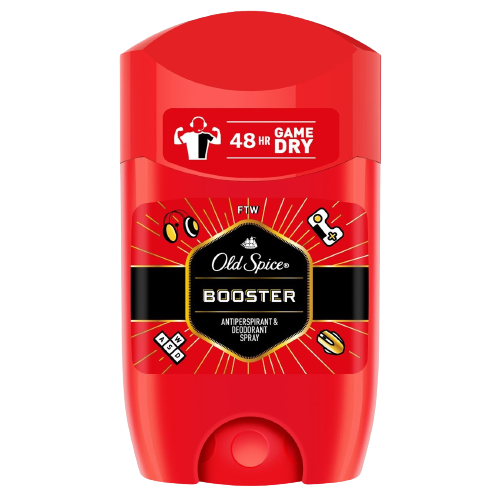 48 HR GAME DRY
FTW
Old Spice®
BOOSTER
ANTIPERSPIRANT &
DEODORANT
SPRAY
W
A S D